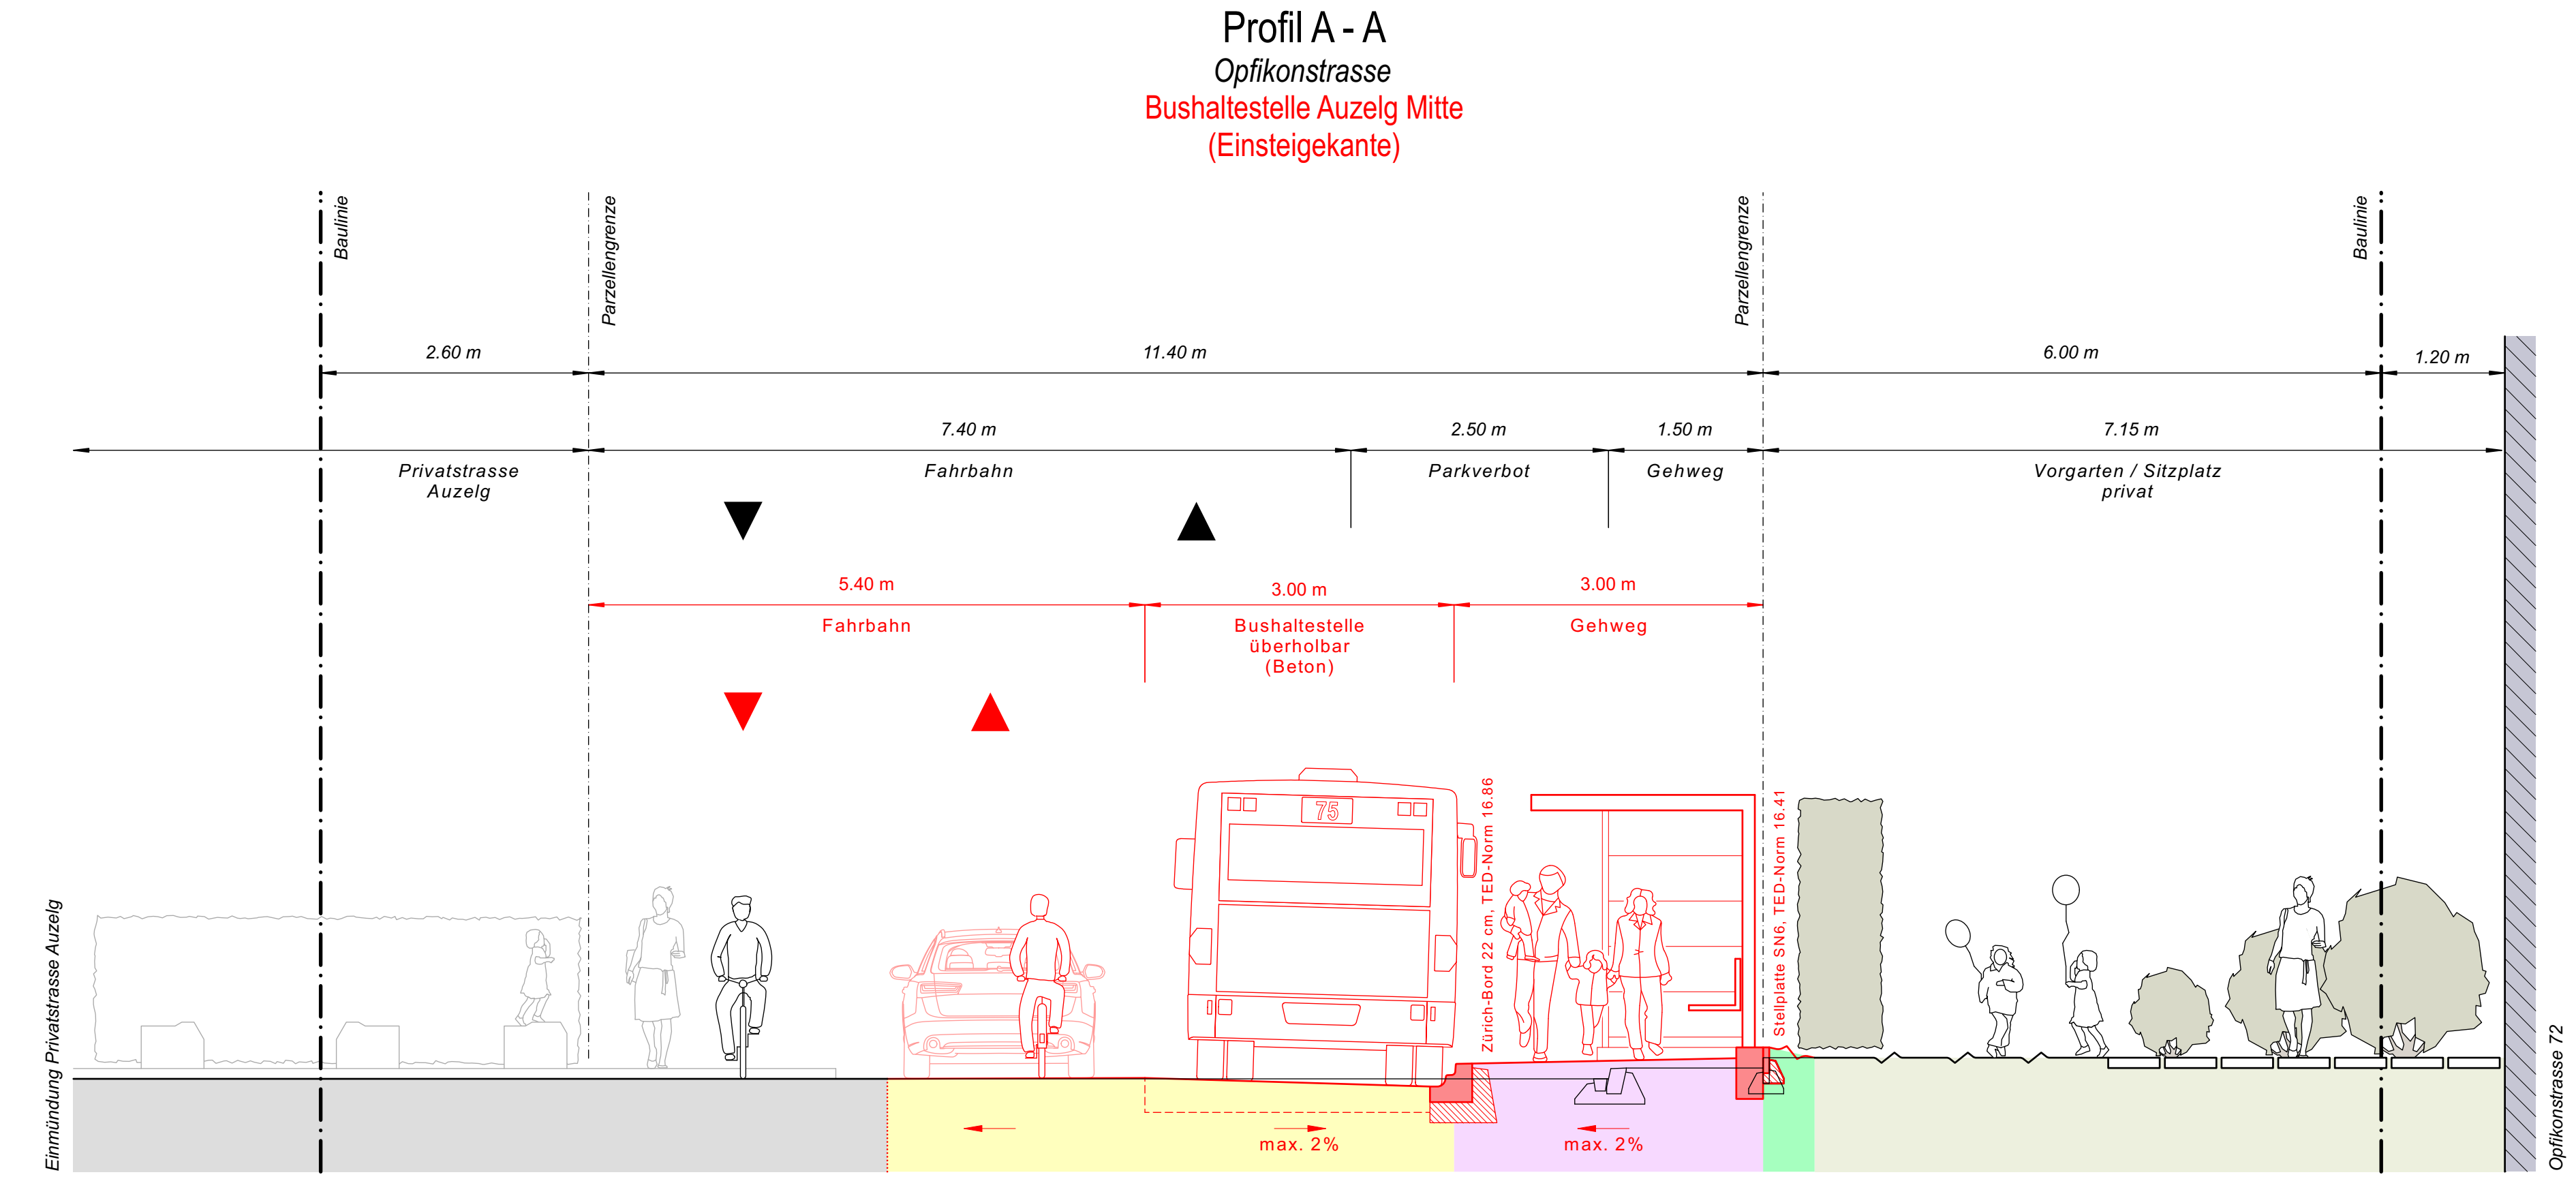 Profil A - A
Opfikonstrasse
Bushaltestelle Auzelg Mitte
(Einsteigekante)
Baulinie
Parzellengrenze
Parzellengrenze
Baulinie
2.60 m
11.40 m
6.00 m
1.20 m
7.40 m
2.50 m
1.50 m
7.15 m
Privatstrasse
Auzelg
Fahrbahn
Parkverbot
Gehweg
Vorgarten / Sitzplatz
privat
5.40 m
3.00 m
3.00 m
Fahrbahn
Bushaltestelle
überholbar
(Beton)
Gehweg
75
Zürich-Bord 22 cm, TED-Norm 16.86
Stellplatte SN6, TED-Norm 16.41
Einmündung Privatstrasse Auzelg
Opfikonstrasse 72
max. 2%
max. 2%